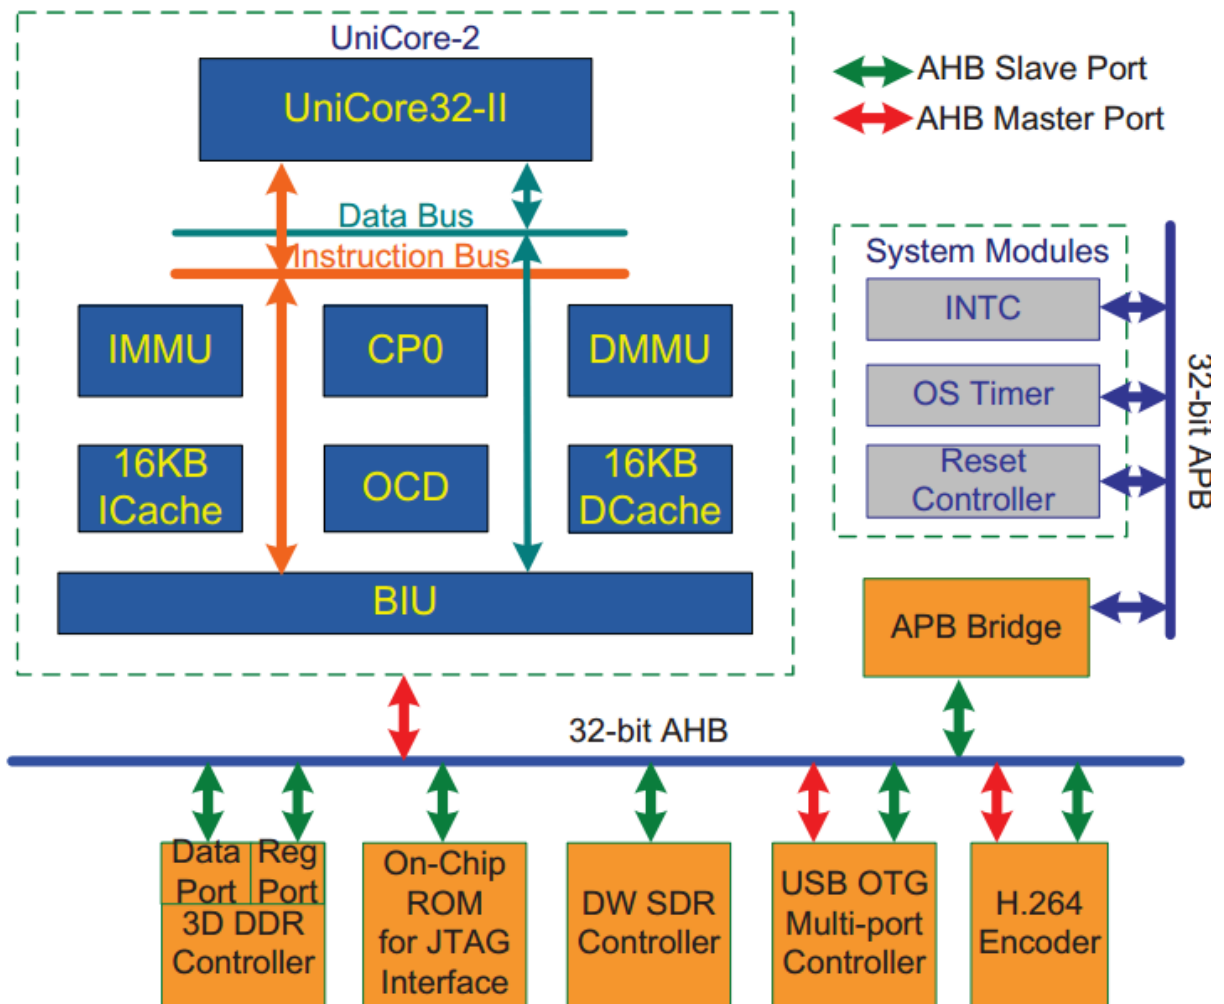 UniCore-2
UniCore32-II
Data Bus
Instruction Bus
IMMU
CP0
DMMU
16KB
ICache
OCD
16KB
DCache
BIU
AHB Slave Port
AHB Master Port
System Modules
INTC
OS Timer
Reset
Controller
32-bit APB
APB Bridge
32-bit AHB
Data
Port
Reg
Port
3D DDR
Controller
On-Chip
ROM
for JTAG
Interface
DW SDR
Controller
USB OTG
Multi-port
Controller
H.264
Encoder